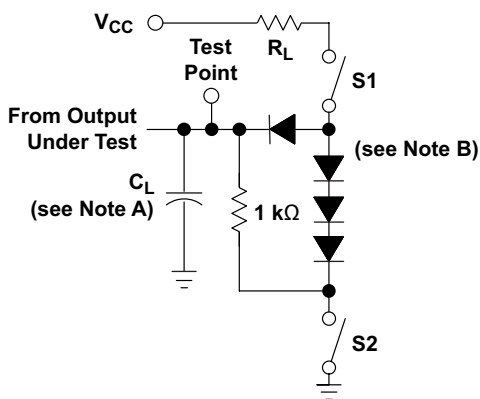 VCC
RL
S1
Test
Point
From Output
Under Test
(see Note B)
CL
(see Note A)
1 kΩ
S2